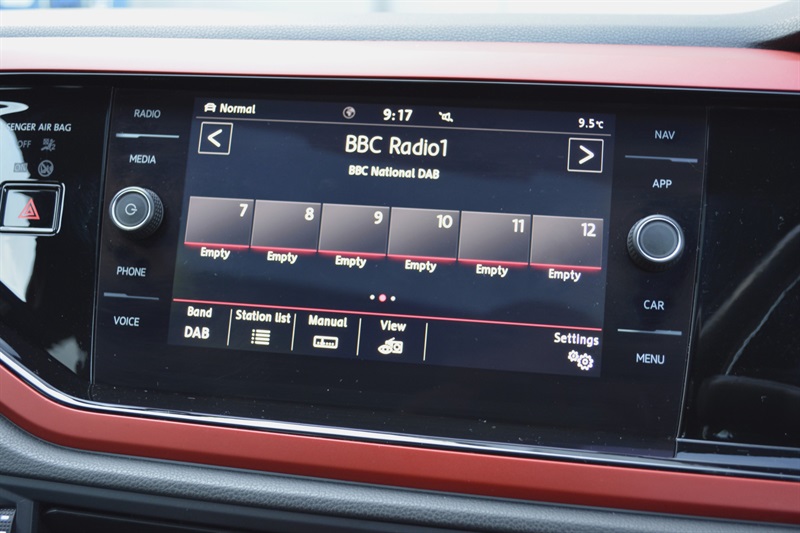 SENGER AIR BAG
OFF
RADIO
MEDIA
PHONE
VOICE
Normal 9:17 9.5°C
< BBC Radio1 >
BBC National DAB
7 8 9 10 11 12
Empty Empty Empty Empty Empty Empty
Band Station list Manual View Settings
DAB
NAV
APP
CAR
MENU